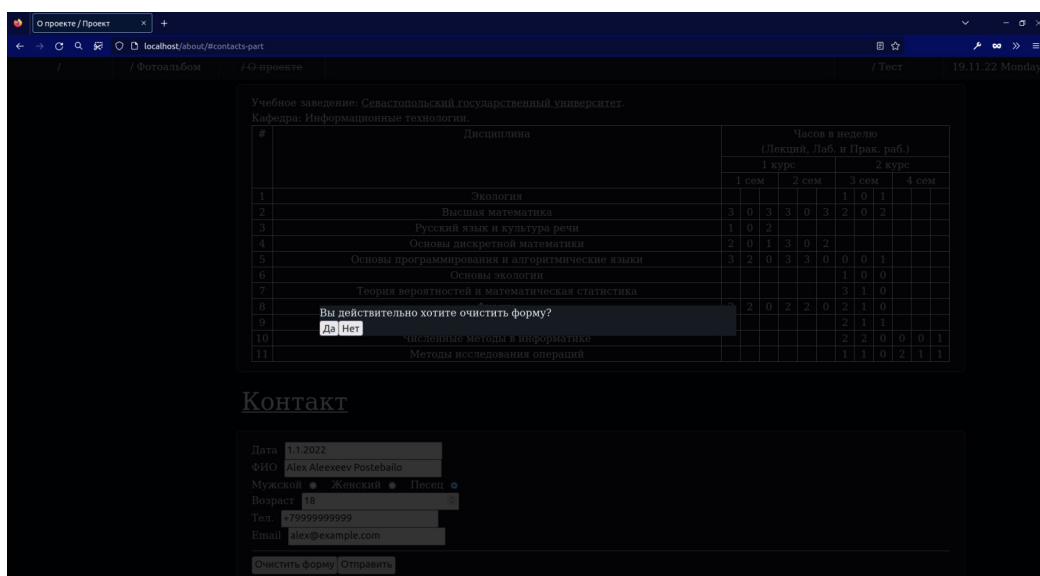 О проекте / Проект
localhost/about/#contacts-part
/ / Фотоальбом / О проекте / Тест 19.11.22 Monday
Учебное заведение: Севастопольский государственный университет.
Кафедра: Информационные технологии.
# Дисциплина Часов в неделю
(Лекций, Лаб. и Прак. раб.)
1 курс 2 курс
1 сем 2 сем 3 сем 4 сем
1 Экология 1 0 1
2 Высшая математика 3 0 3 3 0 3 2 0 2
3 Русский язык и культура речи 1 0 2
4 Основы дискретной математики 2 0 1 3 0 2
5 Основы программирования и алгоритмические языки 3 2 0 3 3 0 0 0 1
6 Основы экологии 1 0 0
7 Теория вероятностей и математическая статистика 3 1 0
8 2 0 2 2 0 2 1 0
Вы действительно хотите очистить форму?
Да Нет
9 2 1 1
10 Численные методы в информатике 2 2 0 0 0 1
11 Методы исследования операций 1 1 0 2 1 1
Контакт
Дата 1.1.2022
ФИО Alex Aleexeev Postebailo
Мужской Женский Песец
Возраст 18
Тел. +79999999999
Email alex@example.com
Очистить форму Отправить